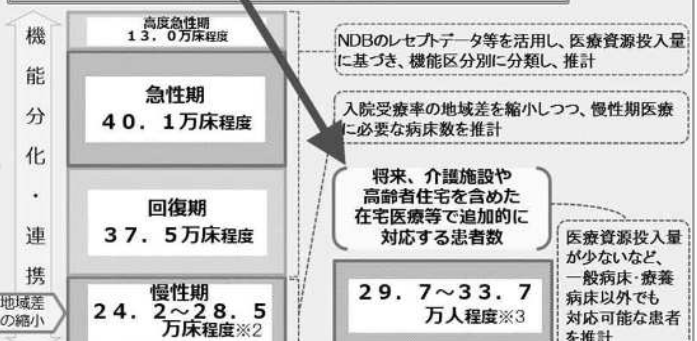 機
能
分
化
・
連
携
地域差
の縮小
高度急性期
13.0万床程度
急性期
40.1万床程度
回復期
37.5万床程度
慢性期
24.2～28.5
万床程度※2
NDBのレセプトデータ等を活用し、医療資源投入量
に基づき、機能区分別に分類し、推計
入院受療率の地域差を縮小しつつ、慢性期医療
に必要な病床数を推計
将来、介護施設や
高齢者住宅を含めた
在宅医療等で追加的に
対応する患者数
29.7～33.7
万人程度※3
医療資源投入量
が少ないなど、
一般病床・療養
病床以外でも
対応可能な患者
を推計